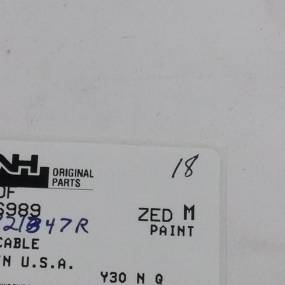 18
NH ORIGINAL
PARTS
OF
6989 ZED M
21847R PAINT
CABLE
N U.S.A.
Y30 N Q